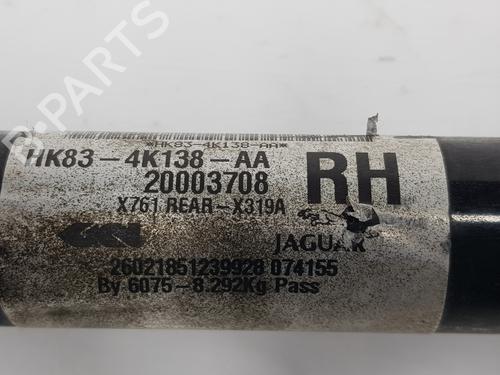 *HK83-4K138-AA*
HK83-4K138-AA
RH
20003708
X761 REAR-X319A
GKN
JAGUAR
26021851239928 074155
By 6075-8.292Kg Pass
B-PARTS